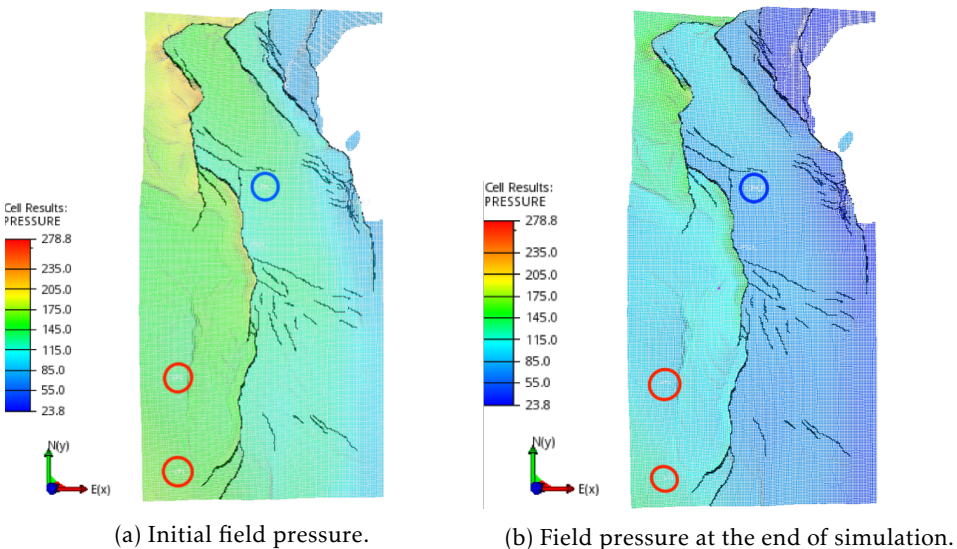 Cell Results:
PRESSURE
278.8
235.0
205.0
175.0
145.0
115.0
85.0
55.0
23.8
N(y)
E(x)
(a) Initial field pressure.
Cell Results:
PRESSURE
278.8
235.0
205.0
175.0
145.0
115.0
85.0
55.0
23.8
N(y)
E(x)
(b) Field pressure at the end of simulation.